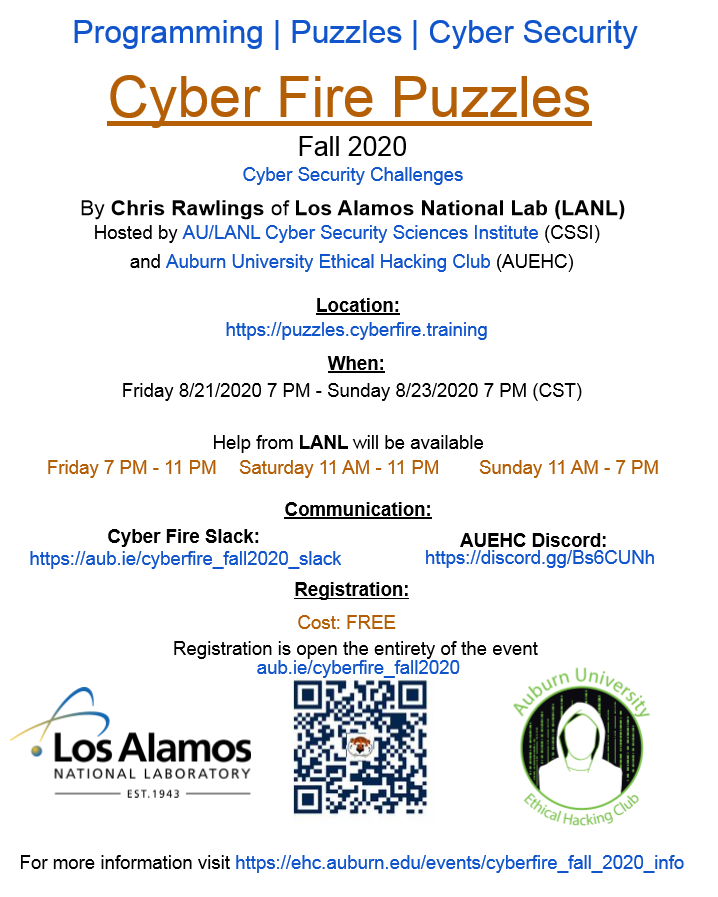 Programming | Puzzles | Cyber Security
Cyber Fire Puzzles
Fall 2020
Cyber Security Challenges
By Chris Rawlings of Los Alamos National Lab (LANL)
Hosted by AU/LANL Cyber Security Sciences Institute (CSSI)
and Auburn University Ethical Hacking Club (AUEHC)
Location:
https://puzzles.cyberfire.training
When:
Friday 8/21/2020 7 PM - Sunday 8/23/2020 7 PM (CST)
Help from LANL will be available
Friday 7 PM - 11 PM Saturday 11 AM - 11 PM Sunday 11 AM - 7 PM
Communication:
Cyber Fire Slack:
https://aub.ie/cyberfire_fall2020_slack
AUEHC Discord:
https://discord.gg/Bs6CUNh
Registration:
Cost: FREE
Registration is open the entirety of the event
aub.ie/cyberfire_fall2020
Los Alamos
NATIONAL LABORATORY
EST.1943
Auburn University
Ethical Hacking Club
For more information visit https://ehc.auburn.edu/events/cyberfire_fall_2020_info